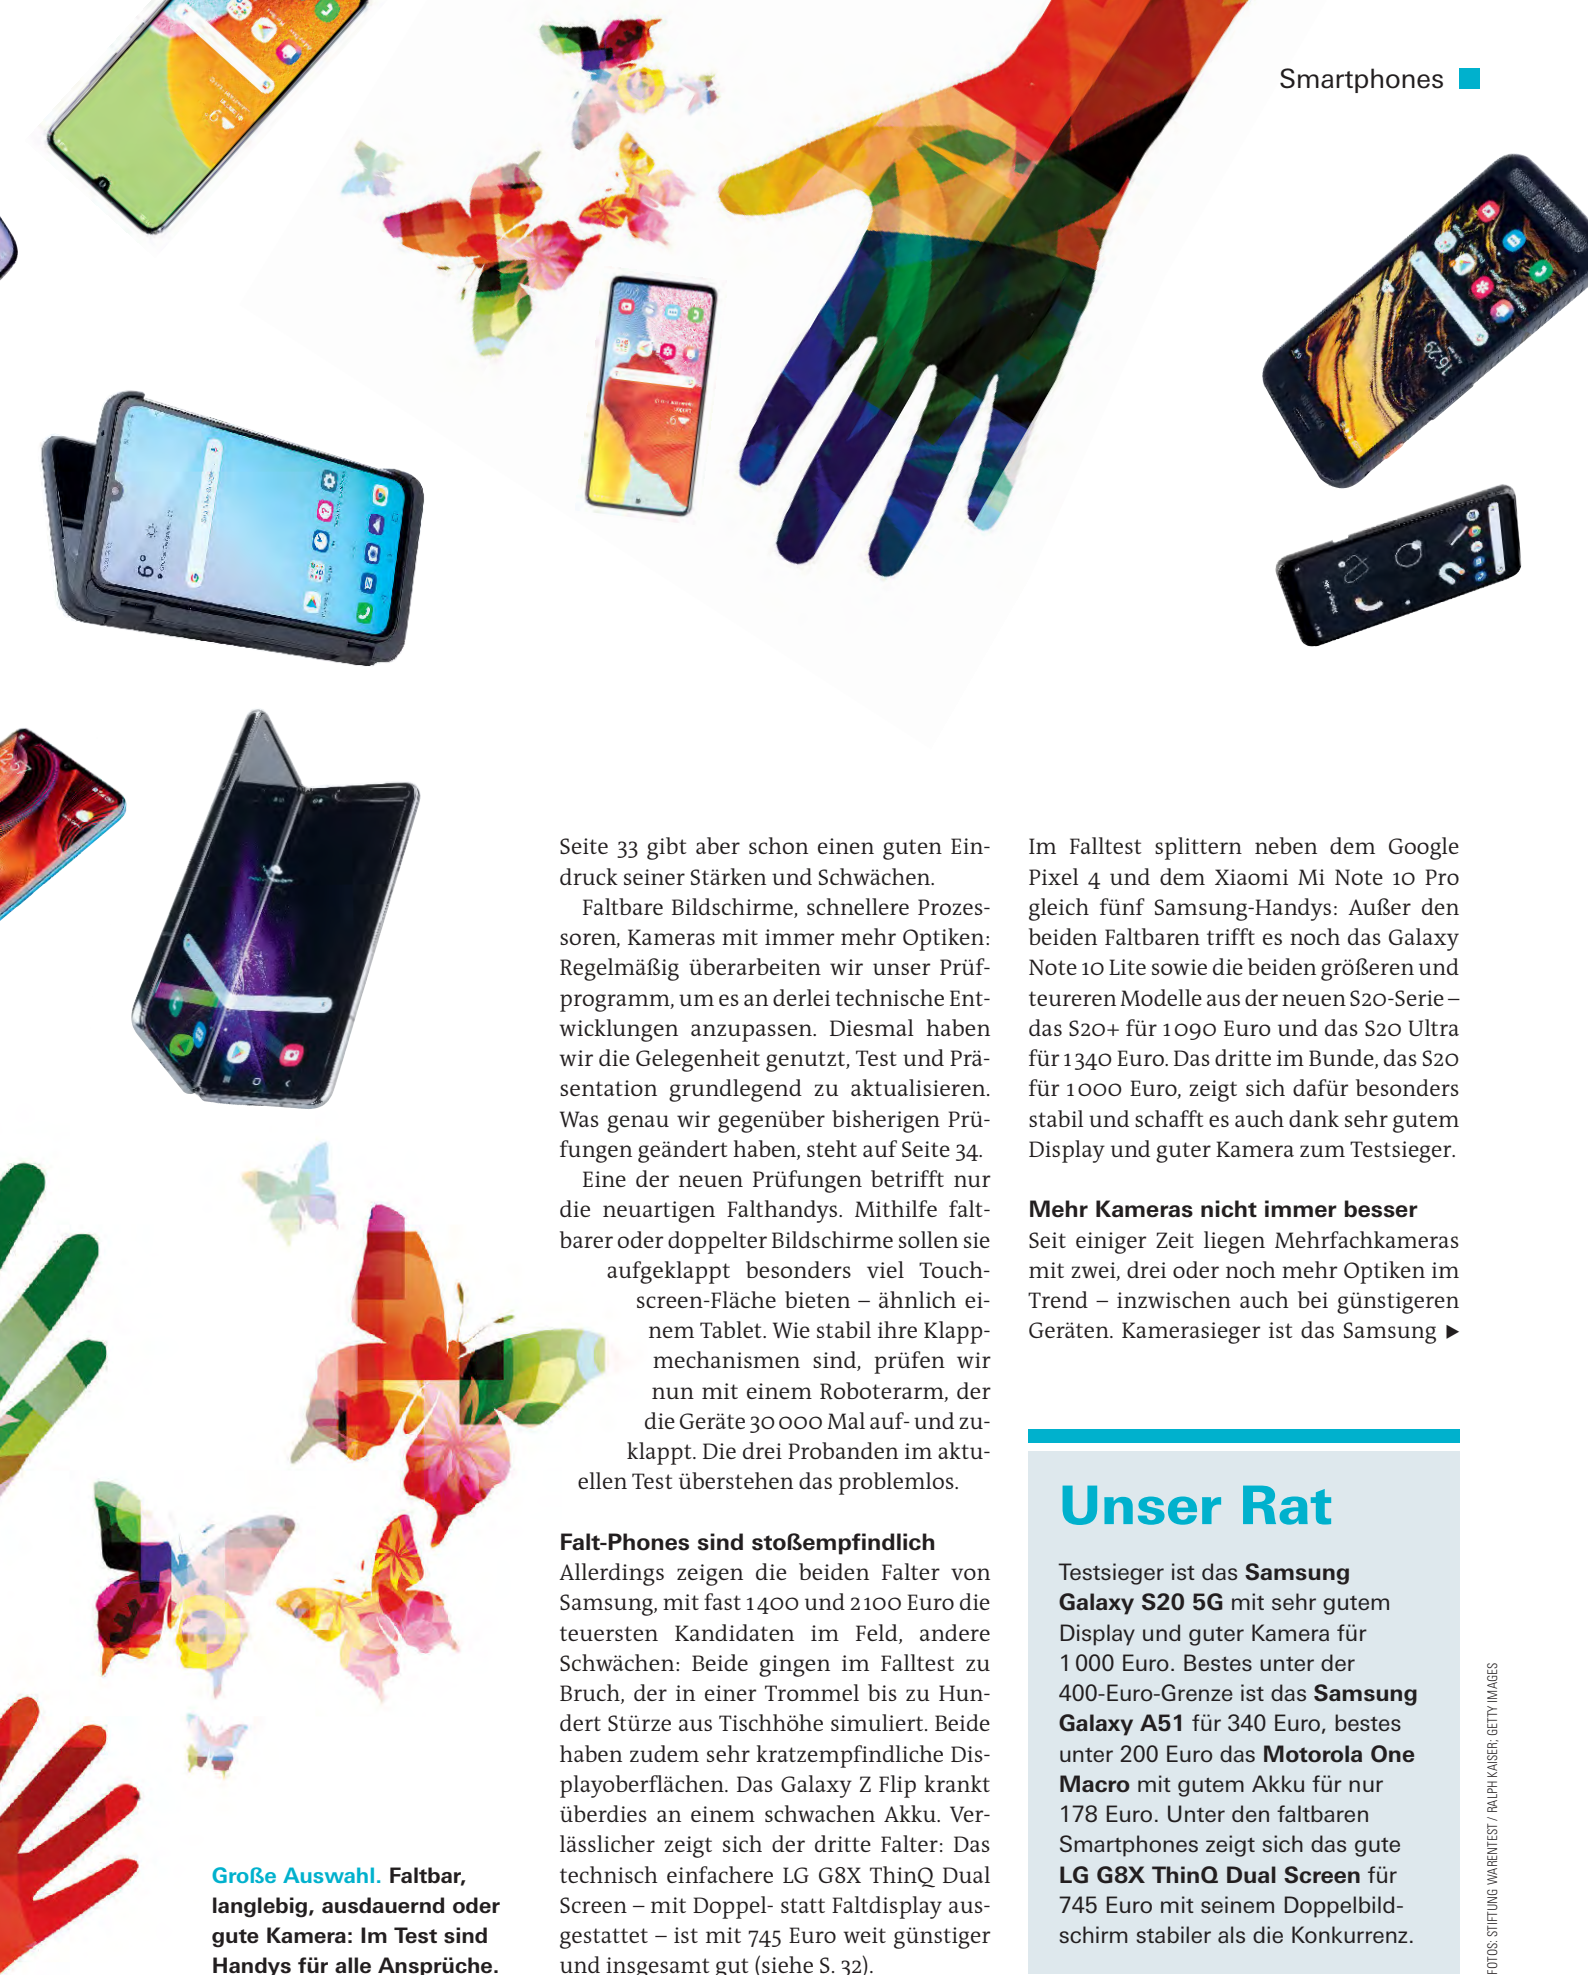 Smartphones
Seite 33 gibt aber schon einen guten Ein-
druck seiner Stärken und Schwächen.
Faltbare Bildschirme, schnellere Prozes-
soren, Kameras mit immer mehr Optiken:
Regelmäßig überarbeiten wir unser Prüf-
programm, um es an derlei technische Ent-
wicklungen anzupassen. Diesmal haben
wir die Gelegenheit genutzt, Test und Prä-
sentation grundlegend zu aktualisieren.
Was genau wir gegenüber bisherigen Prü-
fungen geändert haben, steht auf Seite 34.
Eine der neuen Prüfungen betrifft nur
die neuartigen Falthandys. Mithilfe falt-
barer oder doppelter Bildschirme sollen sie
aufgeklappt besonders viel Touch-
screen-Fläche bieten – ähnlich ei-
nem Tablet. Wie stabil ihre Klapp-
mechanismen sind, prüfen wir
nun mit einem Roboterarm, der
die Geräte 30 000 Mal auf- und zu-
klappt. Die drei Probanden im aktu-
ellen Test überstehen das problemlos.
Falt-Phones sind stoßempfindlich
Allerdings zeigen die beiden Falter von
Samsung, mit fast 1 400 und 2 100 Euro die
teuersten Kandidaten im Feld, andere
Schwächen: Beide gingen im Falltest zu
Bruch, der in einer Trommel bis zu Hun-
dert Stürze aus Tischhöhe simuliert. Beide
haben zudem sehr kratzempfindliche Dis-
playoberflächen. Das Galaxy Z Flip krankt
überdies an einem schwachen Akku. Ver-
lässlicher zeigt sich der dritte Falter: Das
technisch einfachere LG G8X ThinQ Dual
Screen – mit Doppel- statt Faltdisplay aus-
gestattet – ist mit 745 Euro weit günstiger
und insgesamt gut (siehe S. 32).
Im Falltest splittern neben dem Google
Pixel 4 und dem Xiaomi Mi Note 10 Pro
gleich fünf Samsung-Handys: Außer den
beiden Faltbaren trifft es noch das Galaxy
Note 10 Lite sowie die beiden größeren und
teureren Modelle aus der neuen S20-Serie –
das S20+ für 1 090 Euro und das S20 Ultra
für 1 340 Euro. Das dritte im Bunde, das S20
für 1 000 Euro, zeigt sich dafür besonders
stabil und schafft es auch dank sehr gutem
Display und guter Kamera zum Testsieger.
Mehr Kameras nicht immer besser
Seit einiger Zeit liegen Mehrfachkameras
mit zwei, drei oder noch mehr Optiken im
Trend – inzwischen auch bei günstigeren
Geräten. Kamerasieger ist das Samsung ▶
Unser Rat
Testsieger ist das Samsung
Galaxy S20 5G mit sehr gutem
Display und guter Kamera für
1 000 Euro. Bestes unter der
400-Euro-Grenze ist das Samsung
Galaxy A51 für 340 Euro, bestes
unter 200 Euro das Motorola One
Macro mit gutem Akku für nur
178 Euro. Unter den faltbaren
Smartphones zeigt sich das gute
LG G8X ThinQ Dual Screen für
745 Euro mit seinem Doppelbild-
schirm stabiler als die Konkurrenz.
Große Auswahl. Faltbar,
langlebig, ausdauernd oder
gute Kamera: Im Test sind
Handys für alle Ansprüche.
FOTOS: STIFTUNG WARENTEST / RALPH KAISER; GETTY IMAGES
12:57
16:29
6°